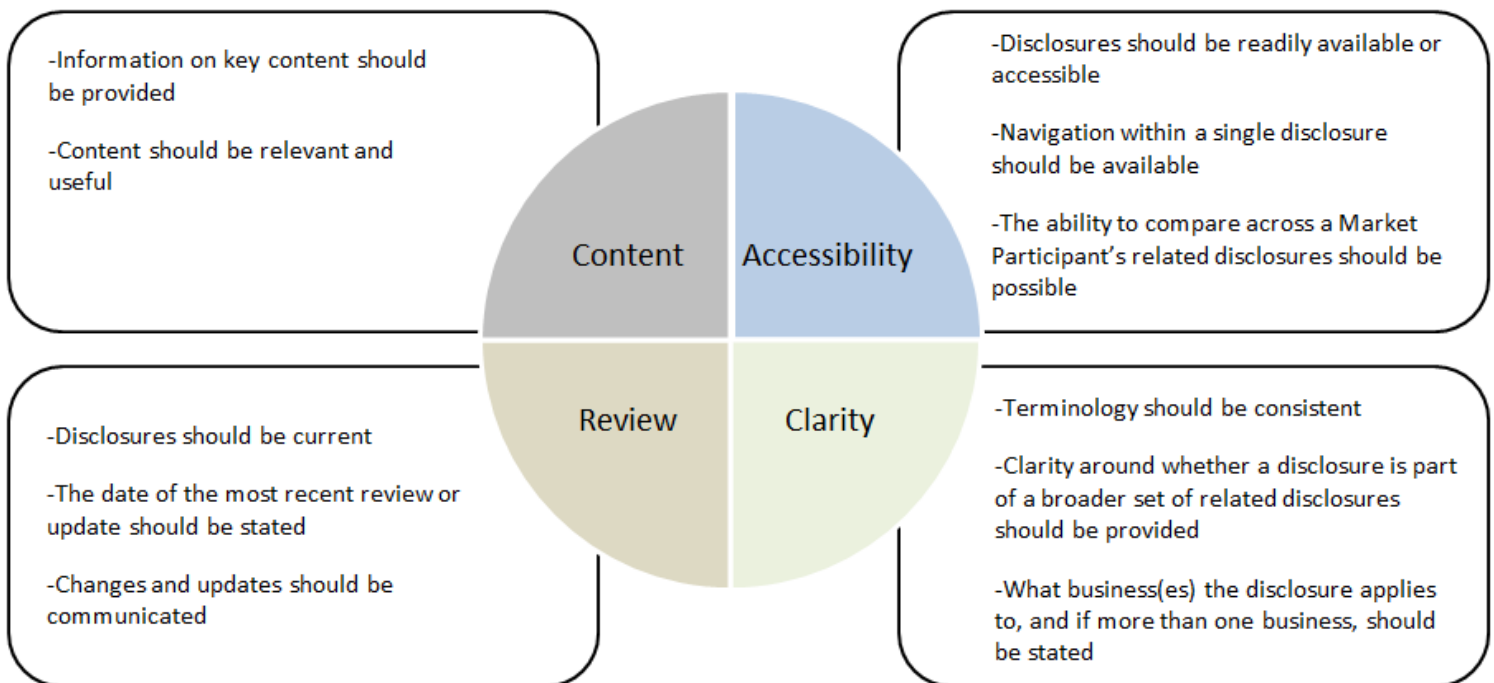 -Information on key content should
be provided
-Content should be relevant and
useful
-Disclosures should be readily available or
accessible
-Navigation within a single disclosure
should be available
-The ability to compare across a Market
Participant's related disclosures should be
possible
Content
Accessibility
Review
Clarity
-Disclosures should be current
-The date of the most recent review or
update should be stated
-Changes and updates should be
communicated
-Terminology should be consistent
-Clarity around whether a disclosure is part
of a broader set of related disclosures
should be provided
-What business(es) the disclosure applies
to, and if more than one business, should
be stated